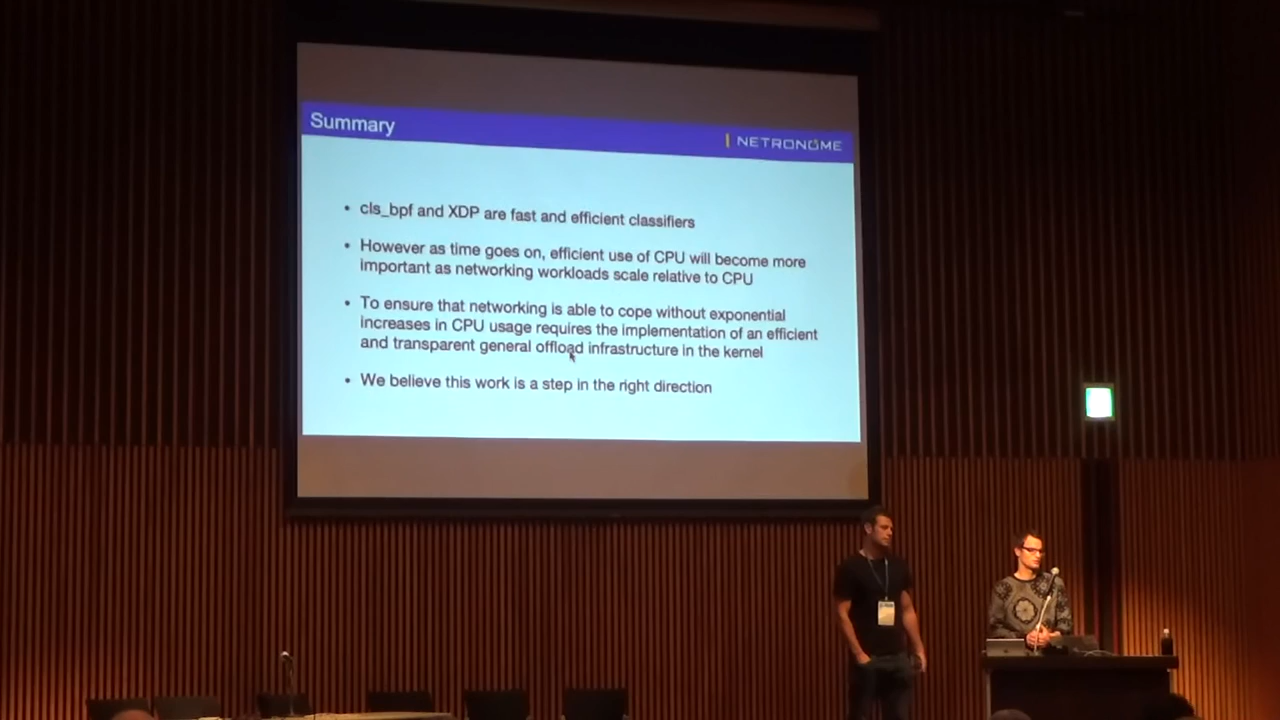 Summary
NETRONOME
• cls_bpf and XDP are fast and efficient classifiers
• However as time goes on, efficient use of CPU will become more
important as networking workloads scale relative to CPU
• To ensure that networking is able to cope without exponential
increases in CPU usage requires the implementation of an efficient
and transparent general offload infrastructure in the kernel
• We believe this work is a step in the right direction